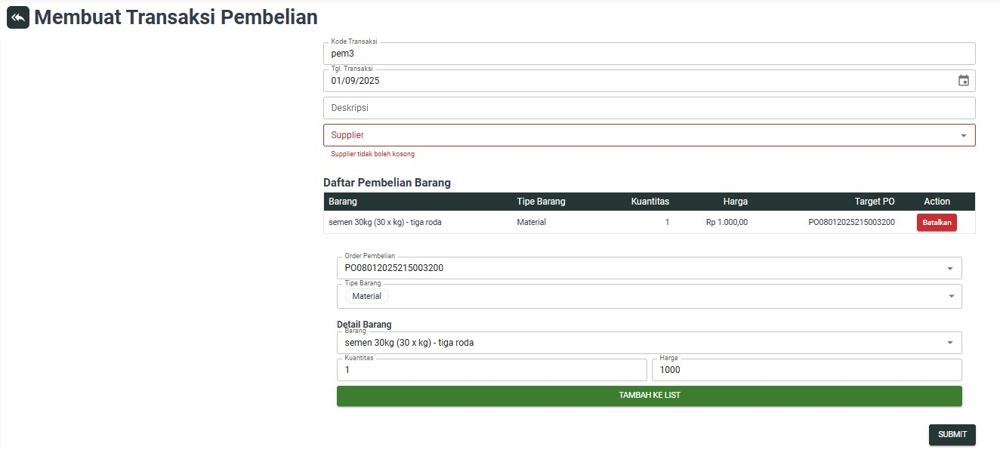 Membuat Transaksi Pembelian
Kode Transaksi
pem3
Tgl. Transaksi
01/09/2025
Deskripsi
Supplier
Supplier tidak boleh kosong
Daftar Pembelian Barang
Barang Tipe Barang Kuantitas Harga Target PO Action
semen 30kg (30 x kg) - tiga roda Material 1 Rp 1.000,00 PO08012025215003200 Batalkan
Order Pembelian
PO08012025215003200
Tipe Barang
Material
Detail Barang
Barang
semen 30kg (30 x kg) - tiga roda
Kuantitas Harga
1 1000
TAMBAH KE LIST
SUBMIT